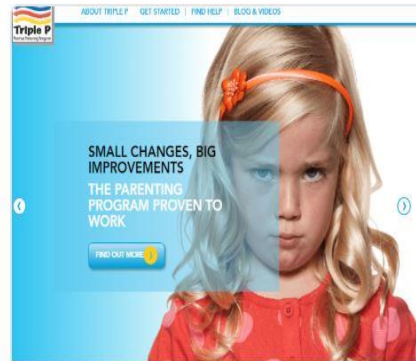 ABOUT TRIPLE P GET STARTED | FIND HELP | BLOG & VIDEOS
Triple P
SMALL CHANGES, BIG
IMPROVEMENTS
THE PARENTING
PROGRAM PROVEN TO
WORK
FIND OUT MORE